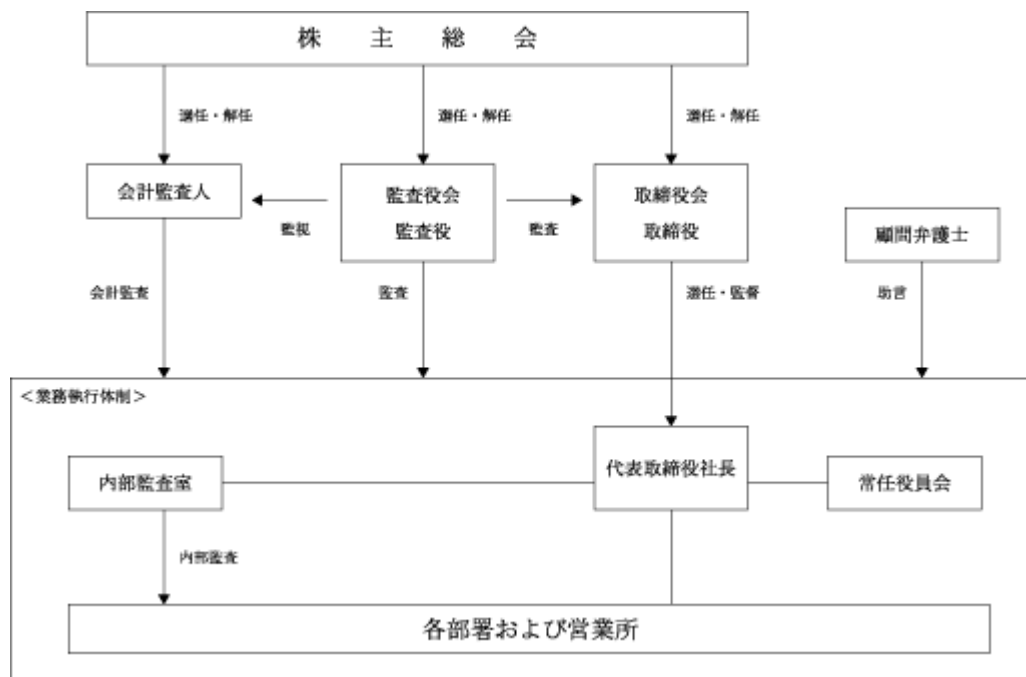 株主総会
選任・解任
選任・解任
選任・解任
会計監査人
監査役会
監査役
取締役会
取締役
監視
監査
顧問弁護士
会計監査
監査
選任・監督
助言
＜業務執行体制＞
内部監査室
代表取締役社長
常任役員会
内部監査
各部署および営業所